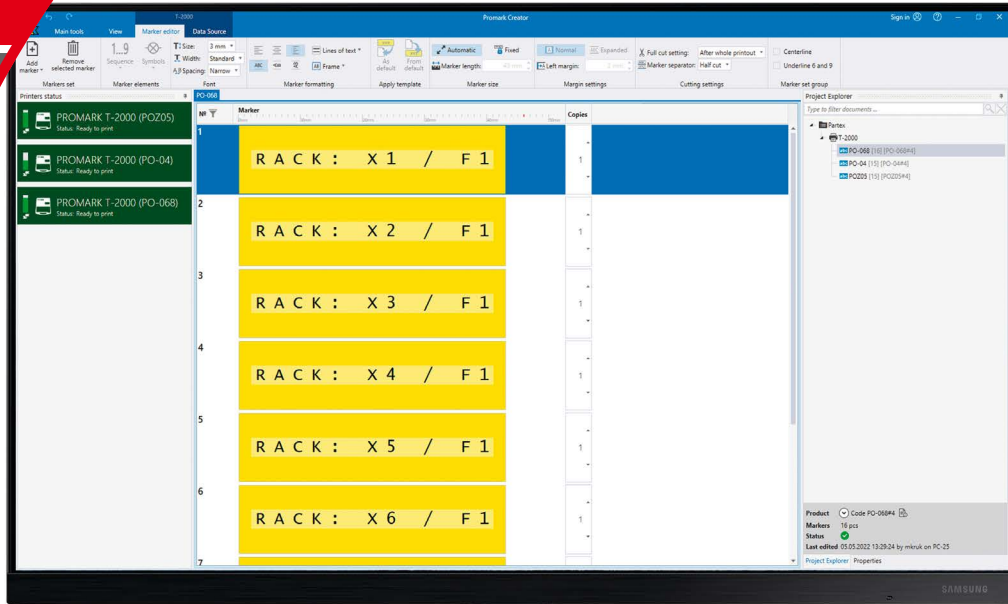 T-2000
Promark Creator
Sign in
Main tools
View
Marker editor
Data Source
Add marker
Remove selected marker
Sequence
Symbols
Size: 3 mm
Width: Standard
Spacing: Narrow
Lines of text
Frame
As default
From default
Automatic
Fixed
Marker length:
Normal
Expanded
Left margin:
Full cut setting: After whole printout
Marker separator: Half cut
Centerline
Underline 6 and 9
Markers set
Marker elements
Font
Marker formatting
Apply template
Marker size
Margin settings
Cutting settings
Marker set group
Printers status
PROMARK T-2000 (POZ05)
Status: Ready to print
PROMARK T-2000 (PO-04)
Status: Ready to print
PROMARK T-2000 (PO-068)
Status: Ready to print
PO-068
Nº
Marker
Copies
1
RACK: X1 / F1
1
2
RACK: X2 / F1
1
3
RACK: X3 / F1
1
4
RACK: X4 / F1
1
5
RACK: X5 / F1
1
6
RACK: X6 / F1
1
7
Project Explorer
Type to filter documents ...
Partex
T-2000
PO-068 [16] [PO-068#4]
PO-04 [15] [PO-04#4]
POZ05 [15] [POZ05#4]
Product Code PO-068#4
Markers 16 pcs
Status
Last edited 05.05.2022 13:29:24 by mkruk on PC-25
Project Explorer
Properties
SAMSUNG